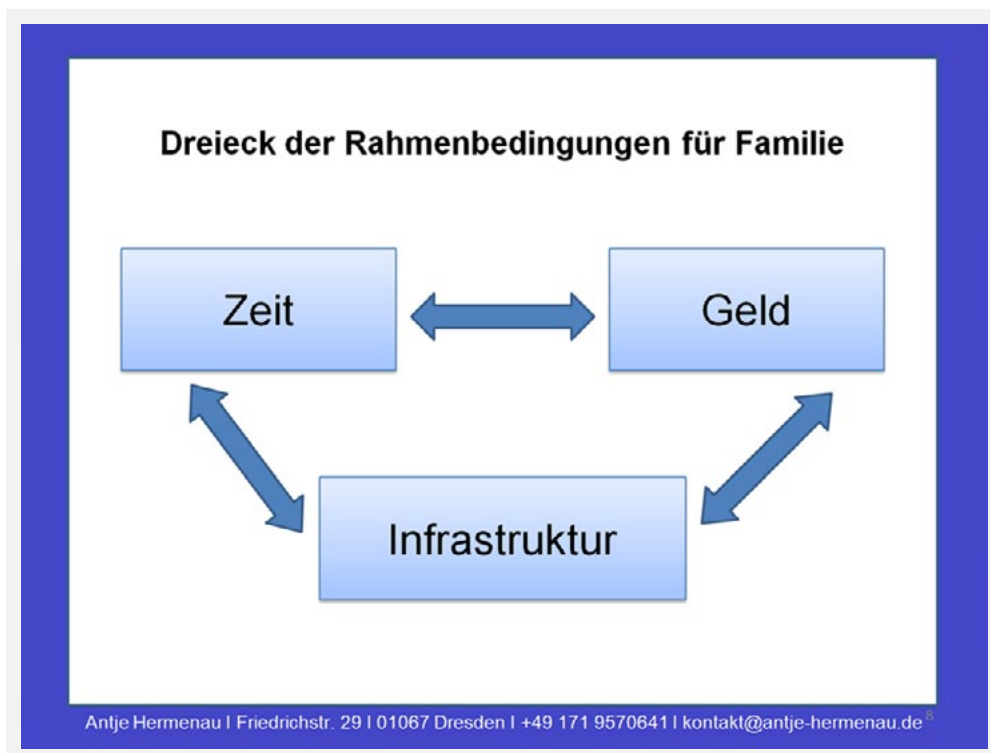 Dreieck der Rahmenbedingungen für Familie
Zeit
Geld
Infrastruktur
Antje Hermenau I Friedrichstr. 29 I 01067 Dresden I +49 171 9570641 I kontakt@antje-hermenau.de
8